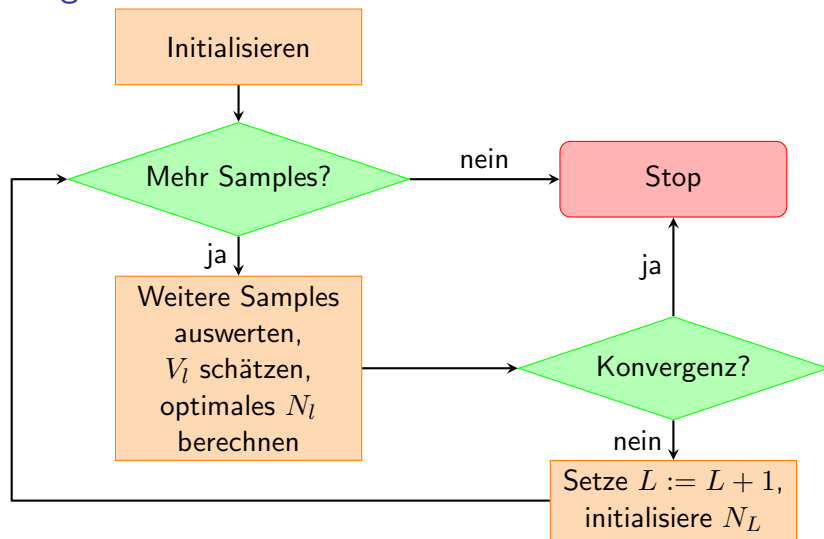 Initialisieren
Mehr Samples?
nein
Stop
ja
Weitere Samples
auswerten,
V_l schätzen,
optimales N_l
berechnen
ja
Konvergenz?
nein
Setze L := L + 1,
initialisiere N_L